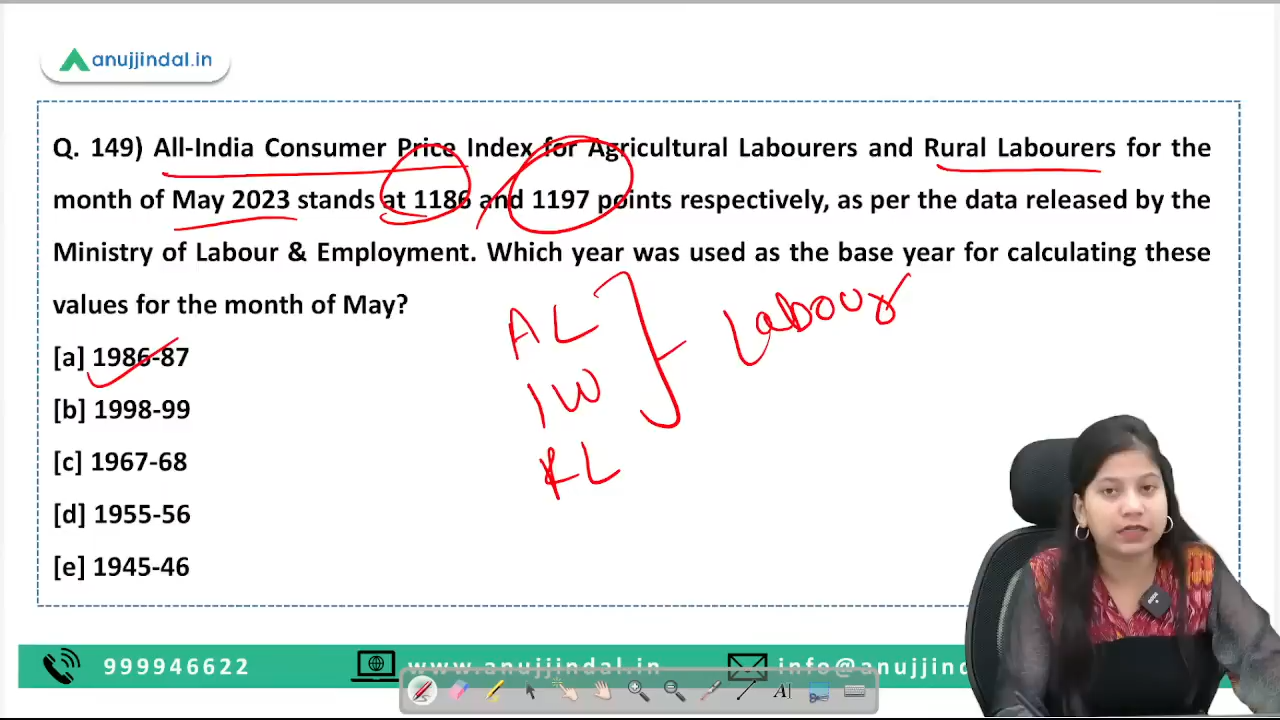 anujjindal.in
Q. 149) All-India Consumer Price Index for Agricultural Labourers and Rural Labourers for the
month of May 2023 stands at 1186 and 1197 points respectively, as per the data released by the
Ministry of Labour & Employment. Which year was used as the base year for calculating these
values for the month of May?
AL
IW
RL
Labour
[a] 1986-87
[b] 1998-99
[c] 1967-68
[d] 1955-56
[e] 1945-46
999946622
www.anujjindal.in
info@anujjind
AI